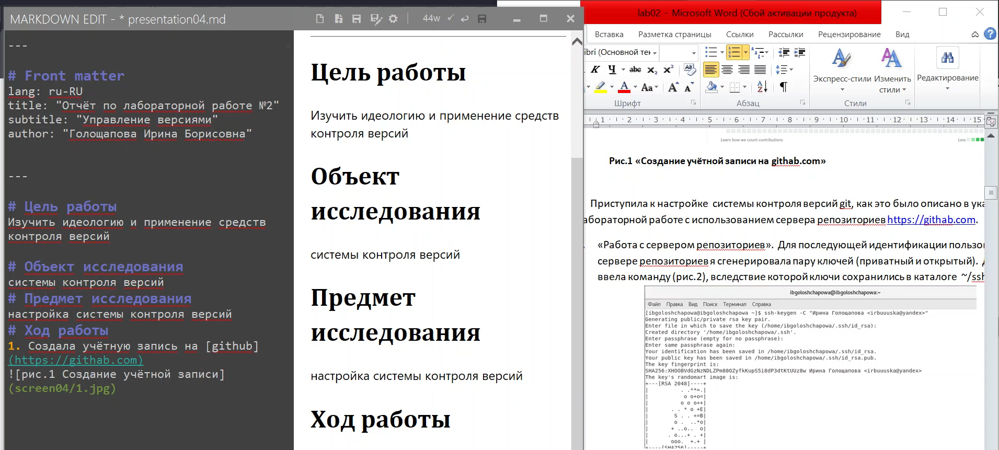 MARKDOWN EDIT - * presentation04.md
44w
---
# Front matter
lang: ru-RU
title: "Отчёт по лабораторной работе №2"
subtitle: "Управление версиями"
author: "Голощапова Ирина Борисовна"
---
# Цель работы
Изучить идеологию и применение средств
контроля версий
# Объект исследования
системы контроля версий
# Предмет исследования
настройка системы контроля версий
# Ход работы
1. Создала учётную запись на [github]
(https://githab.com)
![рис.1 Создание учётной записи]
(screen04/1.jpg)
Цель работы
Изучить идеологию и применение средств
контроля версий
Объект
исследования
системы контроля версий
Предмет
исследования
настройка системы контроля версий
Ход работы
lab02 - Microsoft Word (Сбой активации продукта)
Вставка Разметка страницы Ссылки Рассылки Рецензирование Вид
ibri (Основной тек
Ж Ч abc x₂ x²
Aa A A
Экспресс-стили Изменить стили Редактирование
Шрифт Абзац Стили
1 2 3 4 5 6 7 8 9 10 11 12 13 14 15
Learn how we count contributions Less
Рис.1 «Создание учётной записи на githab.com»
Приступила к настройке системы контроля версий git, как это было описано в ука
абораторной работе с использованием сервера репозиториев https://githab.com.
«Работа с сервером репозиториев». Для последующей идентификации пользо
сервере репозиториев я сгенерировала пару ключей (приватный и открытый).
ввела команду (рис.2), вследствие которой ключи сохранились в каталоге ~/ssh
ibgoloshchapowa@ibgoloshchapowa:~
Файл Правка Вид Поиск Терминал Справка
[ibgoloshchapowa@ibgoloshchapowa ~]$ ssh-keygen -C "Ирина Голощапова <irbuuuska@yandex>"
Generating public/private rsa key pair.
Enter file in which to save the key (/home/ibgoloshchapowa/.ssh/id_rsa):
Created directory '/home/ibgoloshchapowa/.ssh'.
Enter passphrase (empty for no passphrase):
Enter same passphrase again:
Your identification has been saved in /home/ibgoloshchapowa/.ssh/id_rsa.
Your public key has been saved in /home/ibgoloshchapowa/.ssh/id_rsa.pub.
The key fingerprint is:
SHA256:XHOOBVdGzNzNDLZPm80OZyfkKupS5i8dP3dtKtUUz8w Ирина Голощапова <irbuuuska@yandex>
The key's randomart image is:
+---[RSA 2048]----+
| . .**=.|
| o o+o=|
| o o o++|
| . . * o +E|
| S . . +=B|
| o . ..*o|
| + ..o.. o|
| . o...+ . +|
| ooo. +.+ |
+----[SHA256]-----+